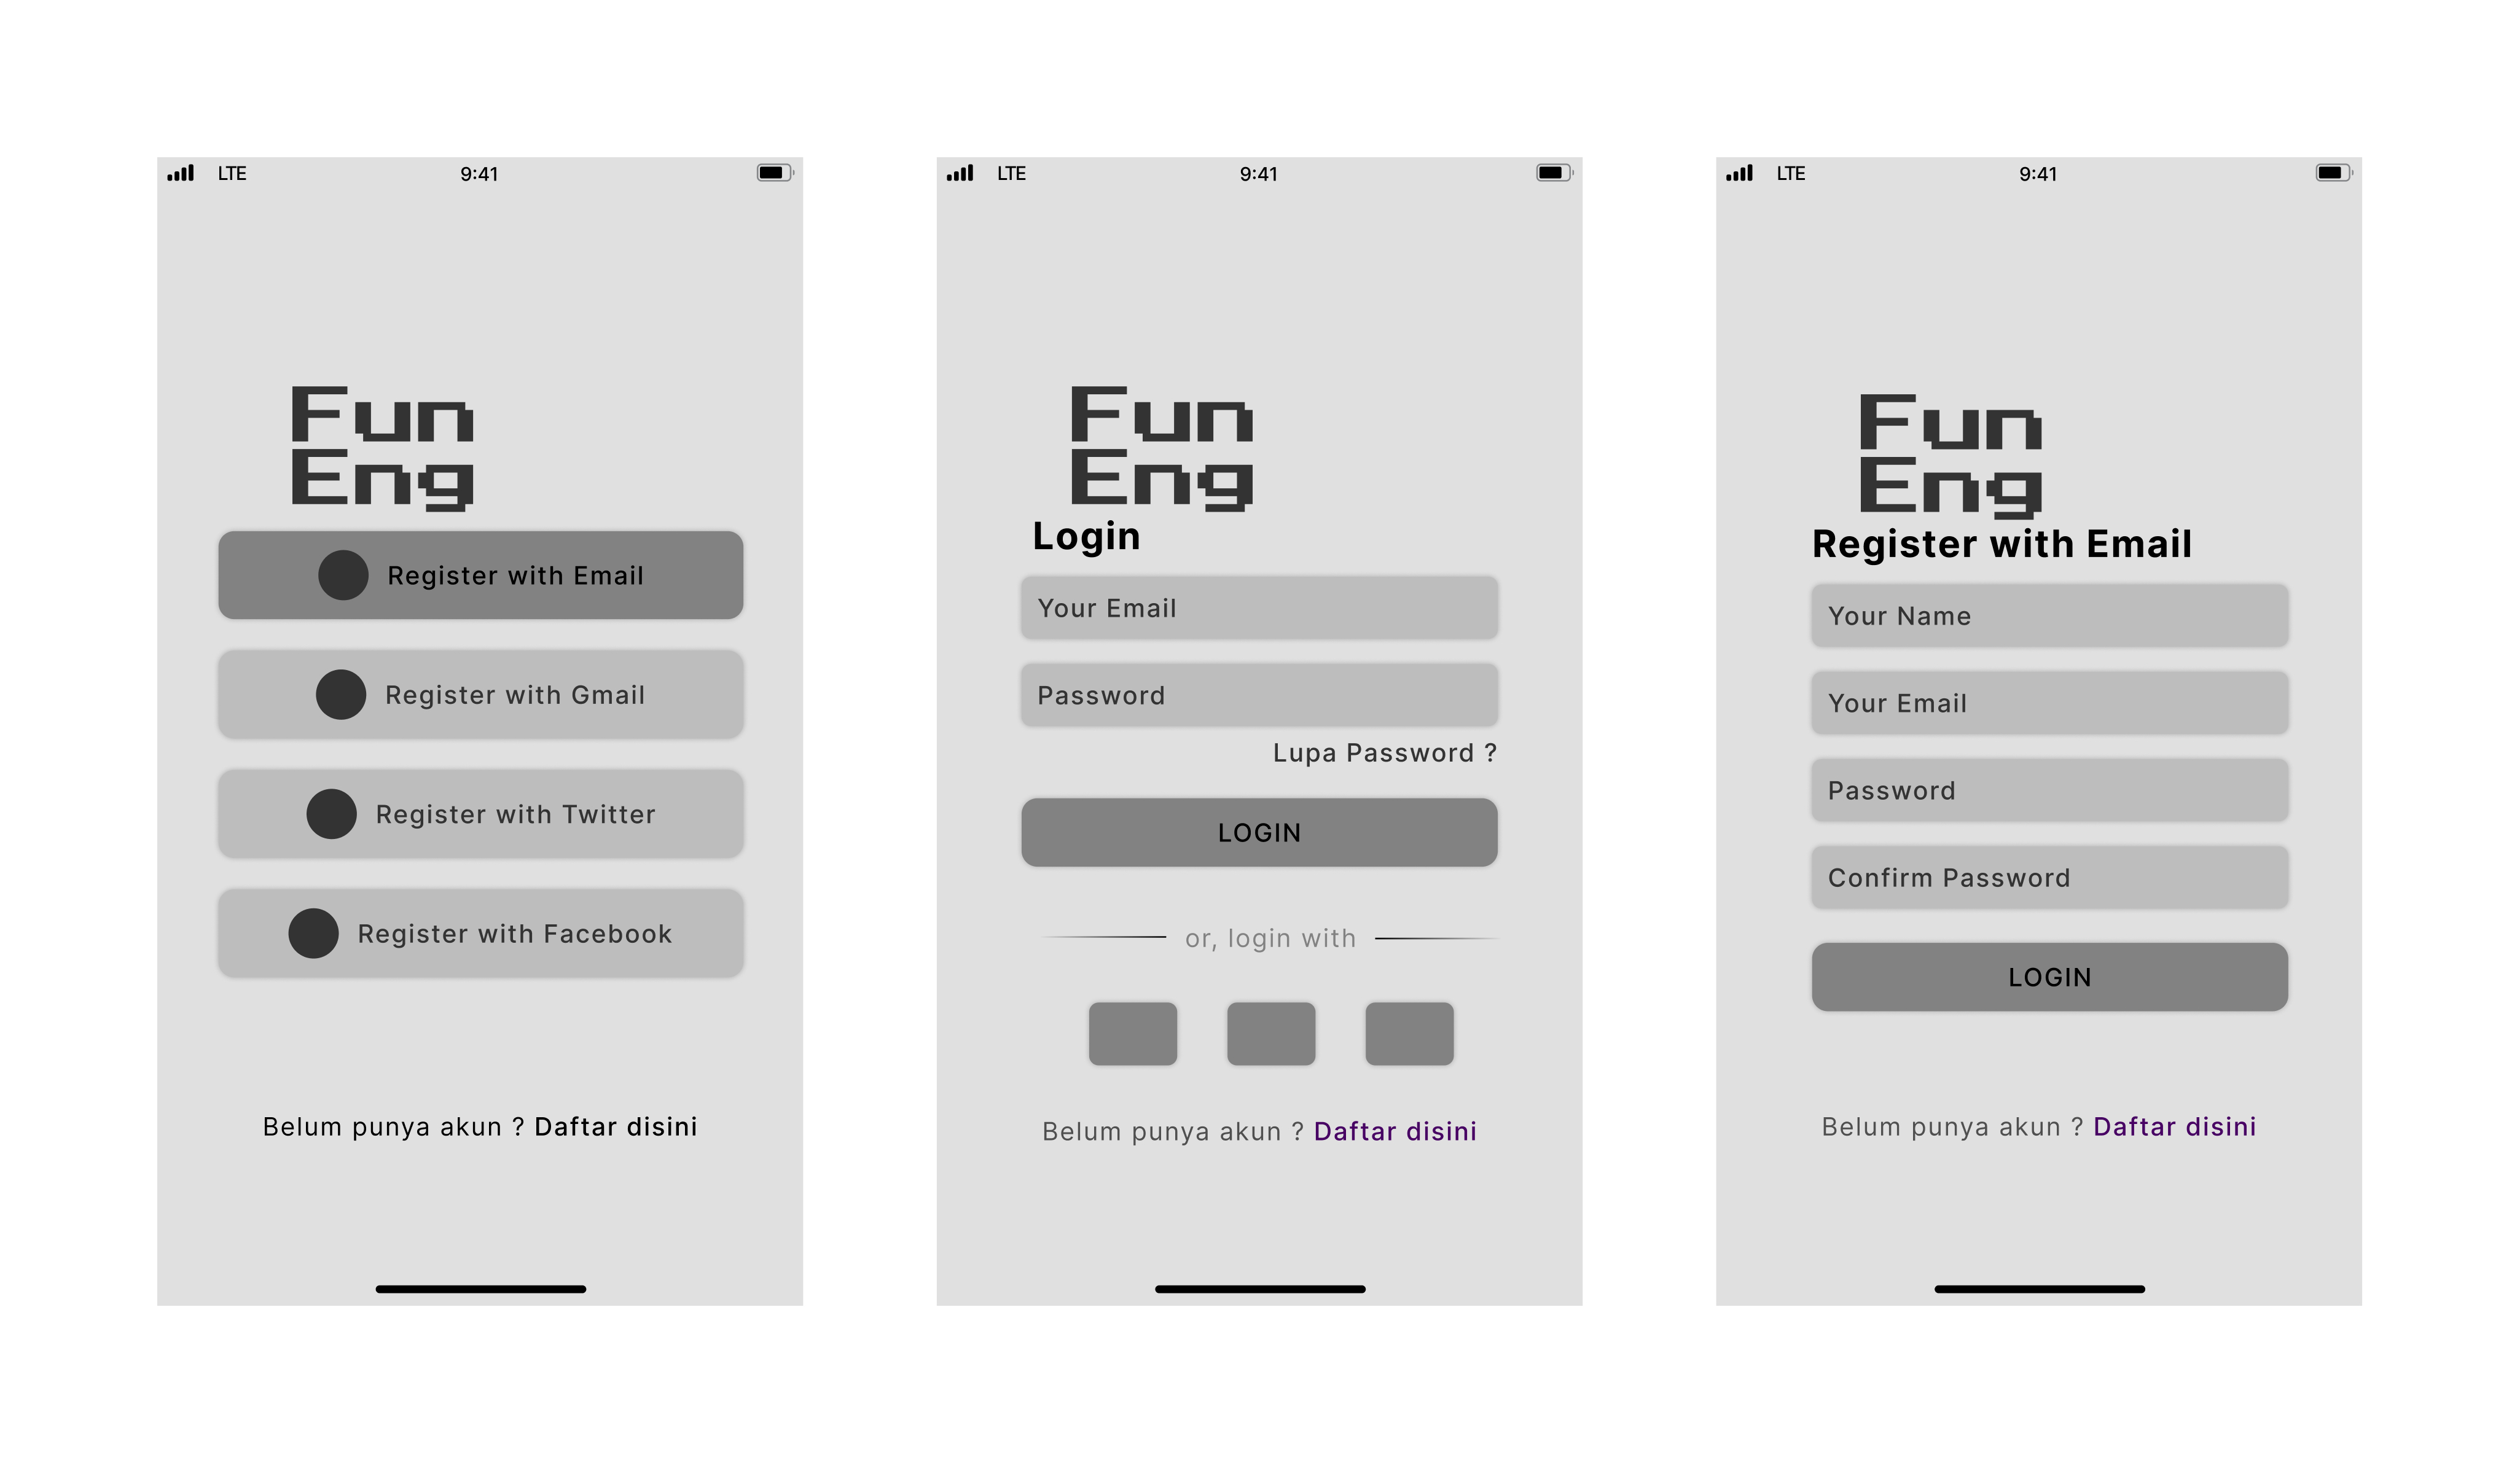 LTE 9:41
Fun
Eng
Register with Email
Register with Gmail
Register with Twitter
Register with Facebook
Belum punya akun ? Daftar disini
LTE 9:41
Fun
Eng
Login
Your Email
Password
Lupa Password ?
LOGIN
or, login with
Belum punya akun ? Daftar disini
LTE 9:41
Fun
Eng
Register with Email
Your Name
Your Email
Password
Confirm Password
LOGIN
Belum punya akun ? Daftar disini